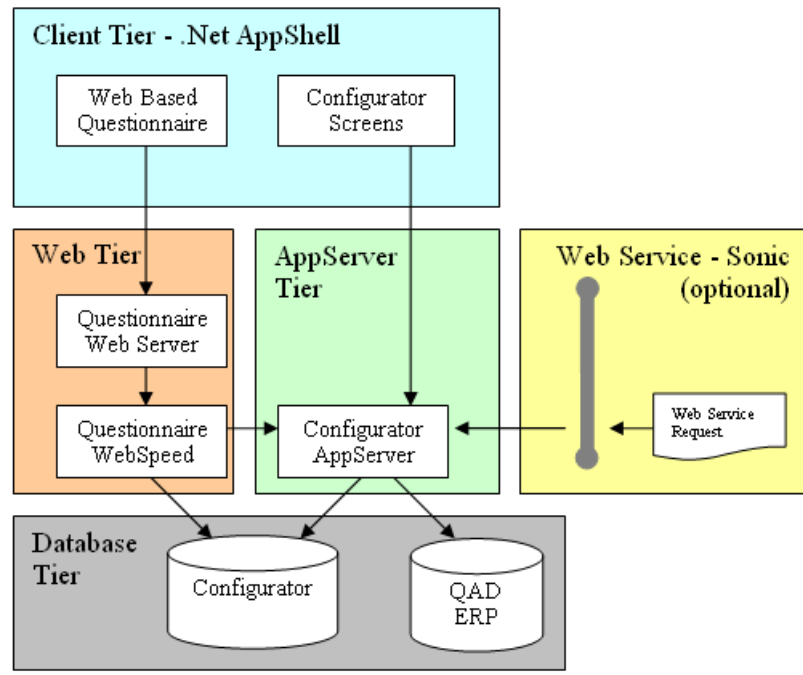 Client Tier - .Net AppShell
Web Based
Questionnaire
Configurator
Screens
Web Tier
Questionnaire
Web Server
Questionnaire
WebSpeed
AppServer
Tier
Configurator
AppServer
Web Service - Sonic
(optional)
Web Service
Request
Database
Tier
Configurator
QAD
ERP